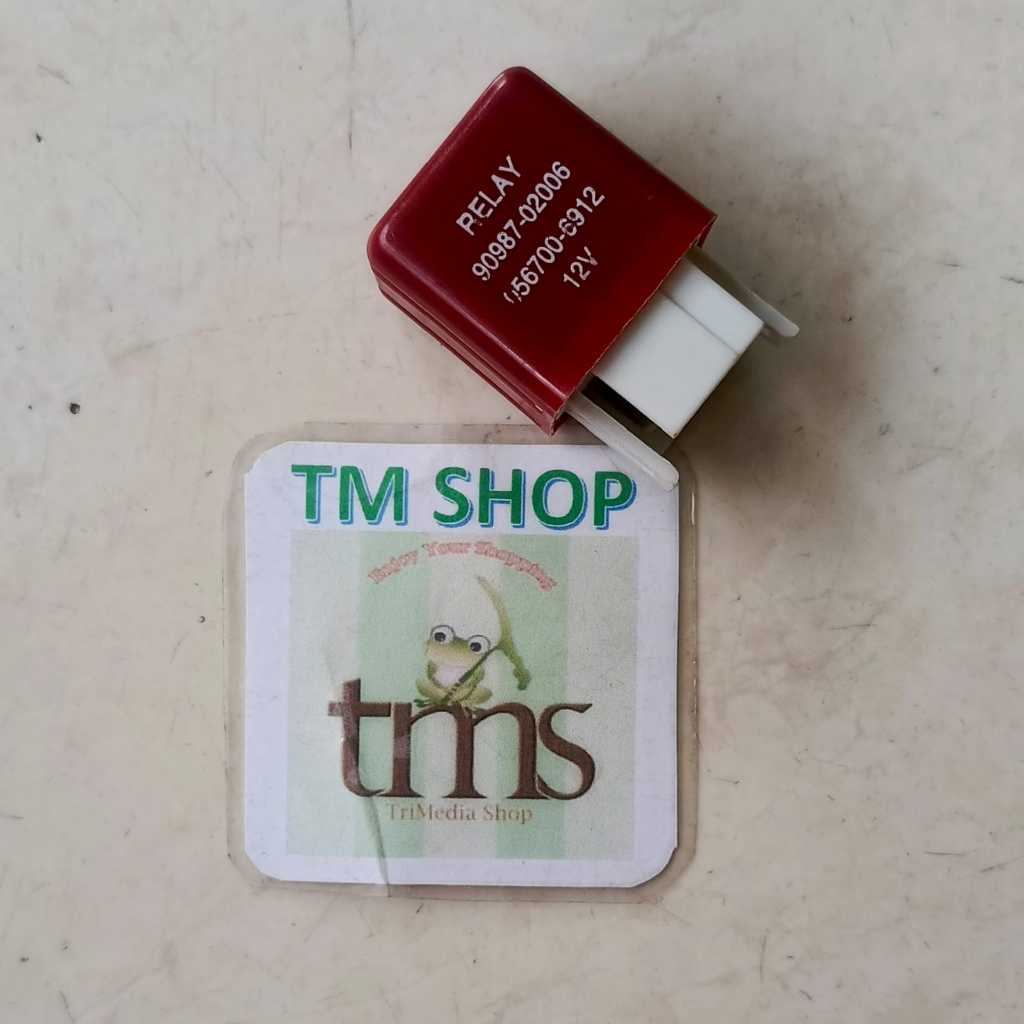 RELAY
90987-02006
056700-6912
12V
TM SHOP
Enjoy Your Shopping
tms
TriMedia Shop